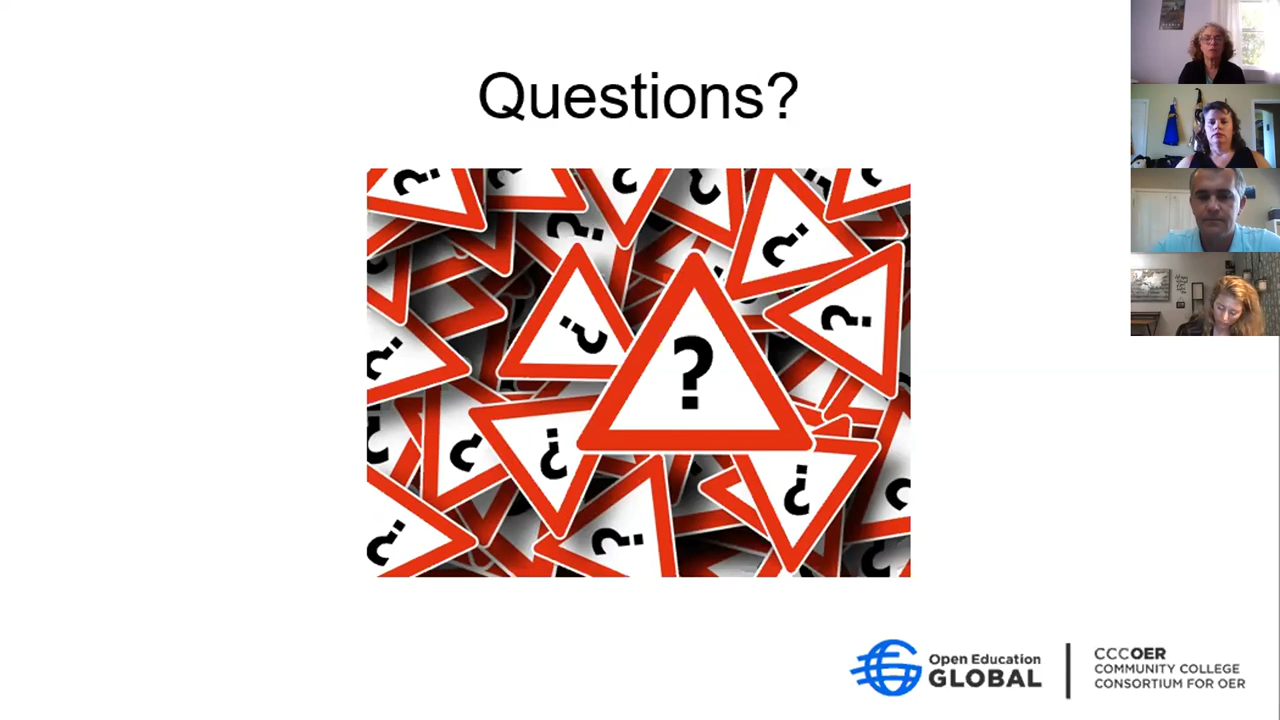 Questions?
?
Open Education
GLOBAL
CCCOER
COMMUNITY COLLEGE
CONSORTIUM FOR OER